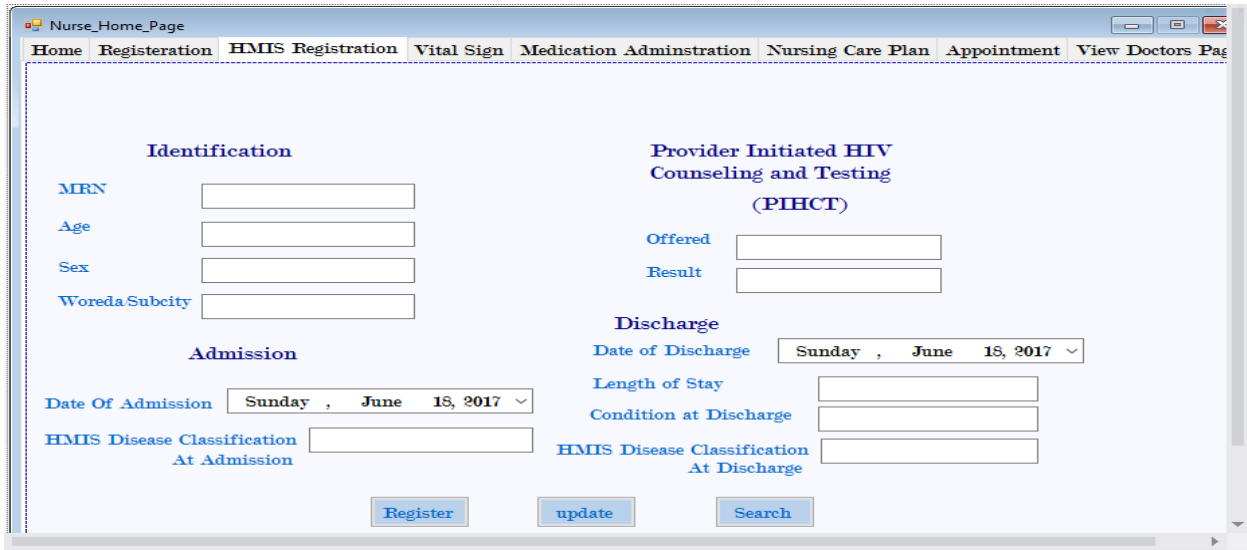 Nurse_Home_Page
Home Registeration HMIS Registration Vital Sign Medication Adminstration Nursing Care Plan Appointment View Doctors Pag
Identification
MRN
Age
Sex
Woreda/Subcity
Admission
Date Of Admission Sunday , June 18, 2017
HMIS Disease Classification
At Admission
Provider Initiated HIV
Counseling and Testing
(PIHCT)
Offered
Result
Discharge
Date of Discharge Sunday , June 18, 2017
Length of Stay
Condition at Discharge
HMIS Disease Classification
At Discharge
Register update Search